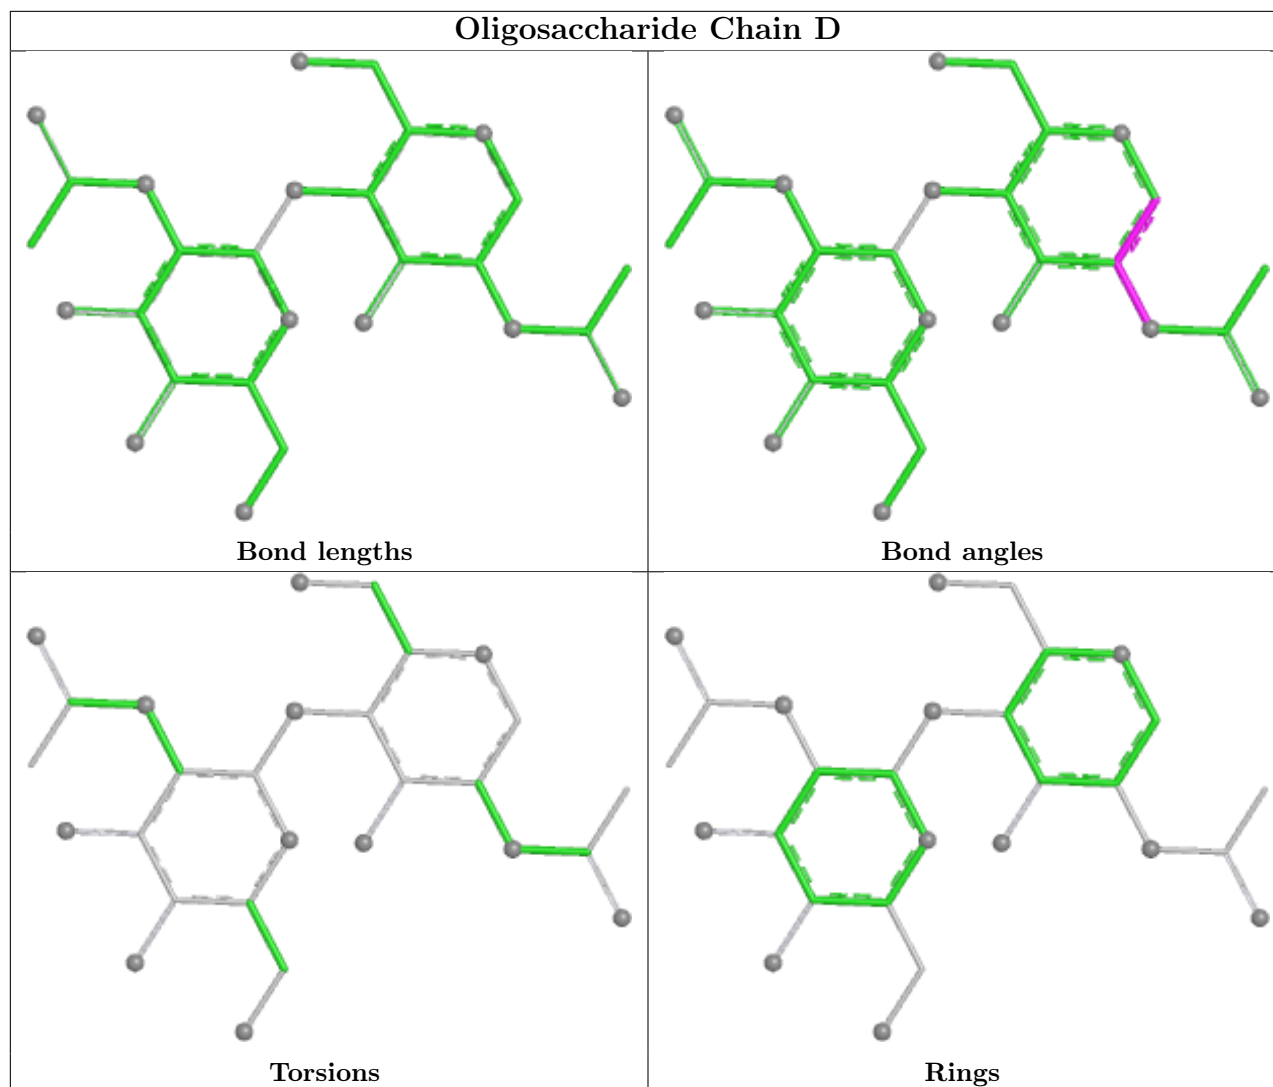 Oligosaccharide Chain D
Bond lengths
Bond angles
Torsions
Rings